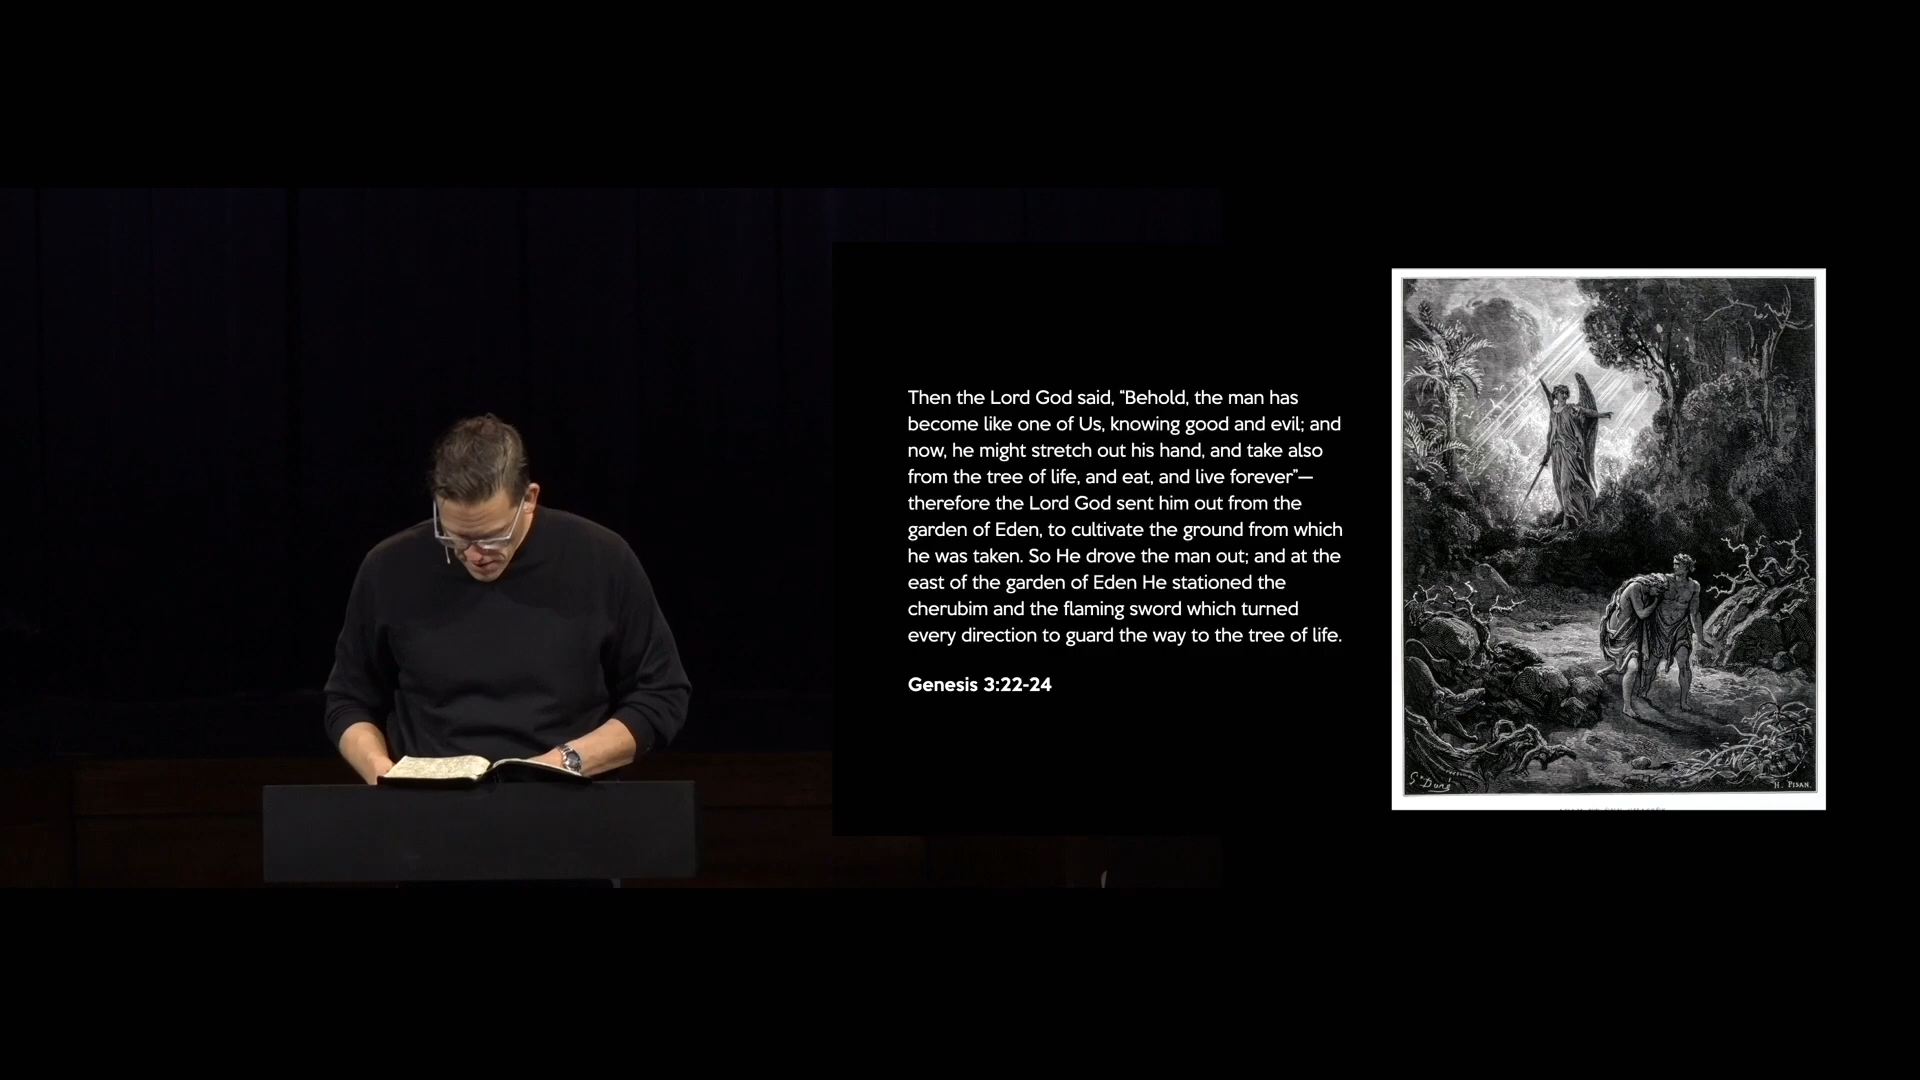 Then the Lord God said, "Behold, the man has
become like one of Us, knowing good and evil; and
now, he might stretch out his hand, and take also
from the tree of life, and eat, and live forever"—
therefore the Lord God sent him out from the
garden of Eden, to cultivate the ground from which
he was taken. So He drove the man out; and at the
east of the garden of Eden He stationed the
cherubim and the flaming sword which turned
every direction to guard the way to the tree of life.
Genesis 3:22-24
G. Doré
H. PISAN.